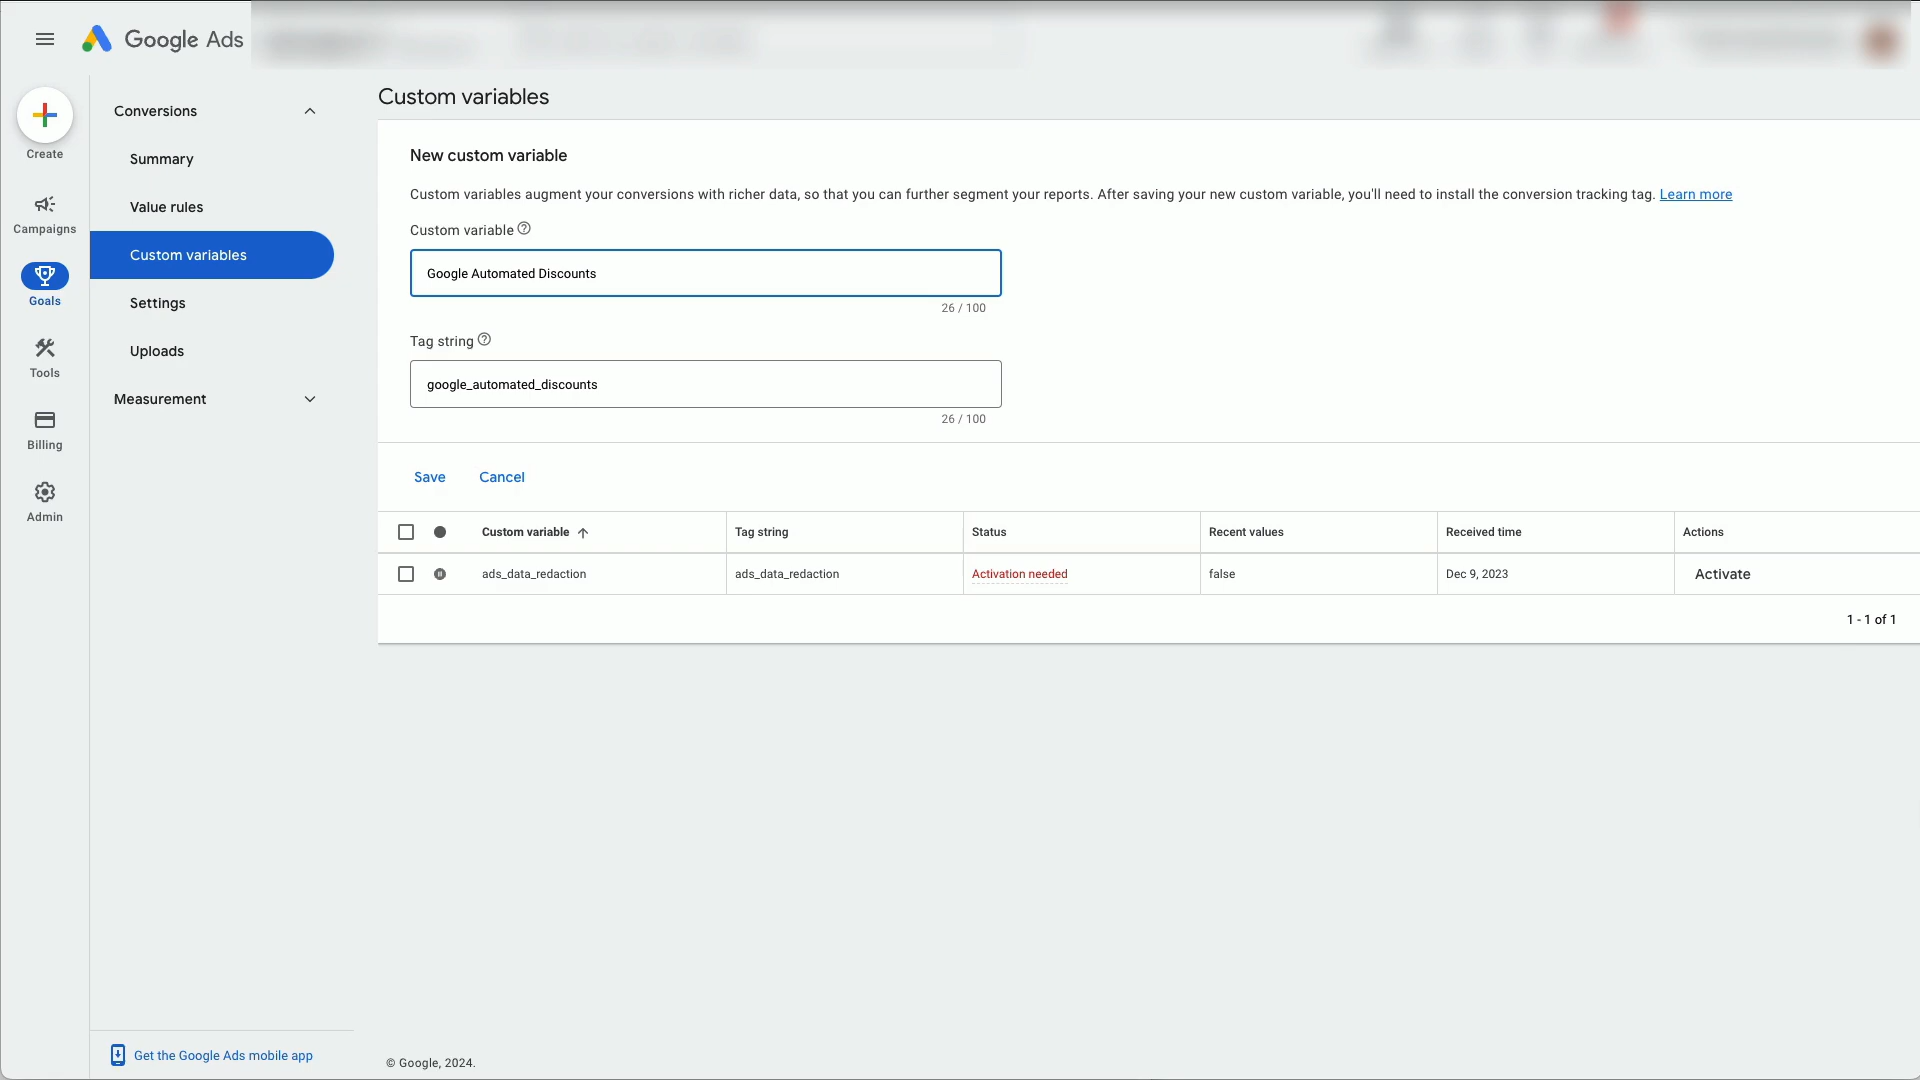 Google Ads
Create
Campaigns
Goals
Tools
Billing
Admin
Conversions
Summary
Value rules
Custom variables
Settings
Uploads
Measurement
Get the Google Ads mobile app
Custom variables
New custom variable
Custom variables augment your conversions with richer data, so that you can further segment your reports. After saving your new custom variable, you'll need to install the conversion tracking tag. Learn more
Custom variable
Google Automated Discounts
26 / 100
Tag string
google_automated_discounts
26 / 100
Save Cancel
Custom variable Tag string Status Recent values Received time Actions
ads_data_redaction ads_data_redaction Activation needed false Dec 9, 2023 Activate
1 - 1 of 1
© Google, 2024.